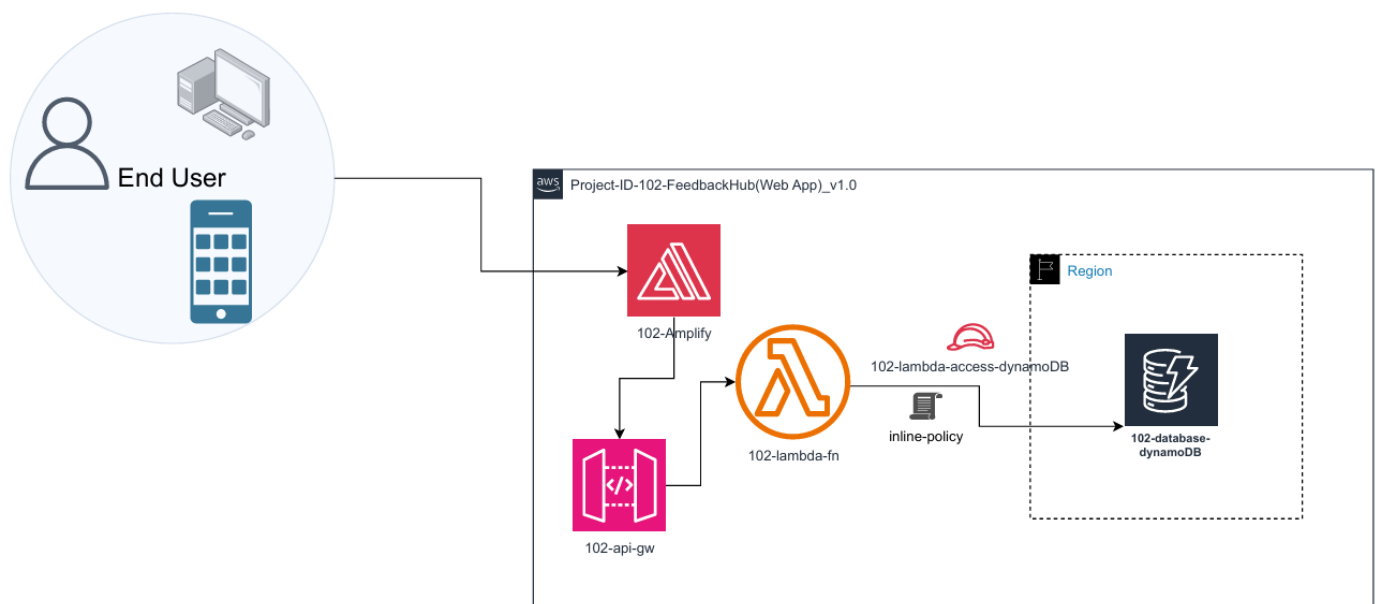 End User
aws
Project-ID-102-FeedbackHub(Web App)_v1.0
Region
102-Amplify
102-lambda-access-dynamoDB
inline-policy
102-database-
dynamoDB
102-lambda-fn
</>
102-api-gw